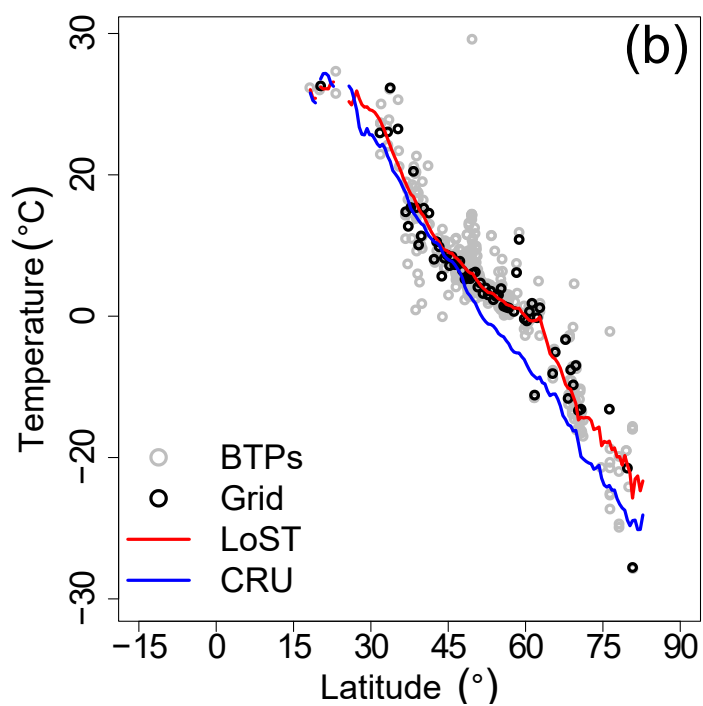 (b)
30
20
0
−20
−30
Temperature (°C)
BTPs
Grid
LoST
CRU
−15 0 15 30 45 60 75 90
Latitude (°)